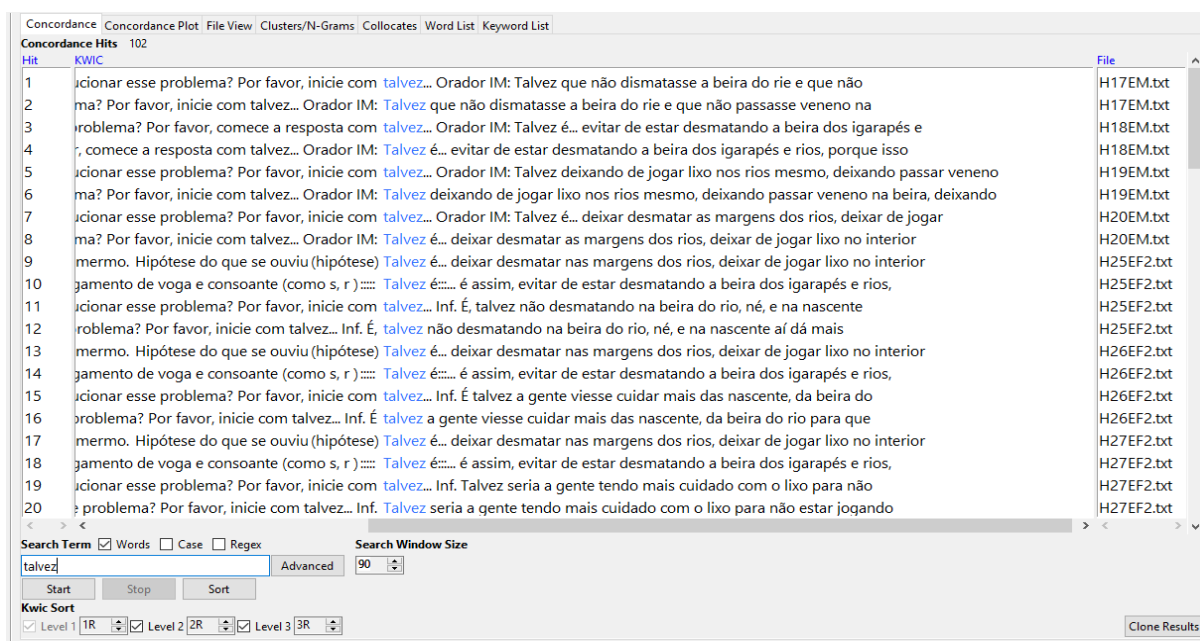 Concordance Concordance Plot File View Clusters/N-Grams Collocates Word List Keyword List
Concordance Hits 102
Hit KWIC File
1 ucionar esse problema? Por favor, inicie com talvez... Orador IM: Talvez que não dismatasse a beira do rie e que não H17EM.txt
2 ma? Por favor, inicie com talvez... Orador IM: Talvez que não dismatasse a beira do rie e que não passasse veneno na H17EM.txt
3 problema? Por favor, comece a resposta com talvez... Orador IM: Talvez é... evitar de estar desmatando a beira dos igarapés e H18EM.txt
4 r, comece a resposta com talvez... Orador IM: Talvez é... evitar de estar desmatando a beira dos igarapés e rios, porque isso H18EM.txt
5 ucionar esse problema? Por favor, inicie com talvez... Orador IM: Talvez deixando de jogar lixo nos rios mesmo, deixando passar veneno H19EM.txt
6 ma? Por favor, inicie com talvez... Orador IM: Talvez deixando de jogar lixo nos rios mesmo, deixando passar veneno na beira, deixando H19EM.txt
7 ucionar esse problema? Por favor, inicie com talvez... Orador IM: Talvez é... deixar desmatar as margens dos rios, deixar de jogar H20EM.txt
8 ma? Por favor, inicie com talvez... Orador IM: Talvez é... deixar desmatar as margens dos rios, deixar de jogar lixo no interior H20EM.txt
9 mermo. Hipótese do que se ouviu (hipótese) Talvez é... deixar desmatar nas margens dos rios, deixar de jogar lixo no interior H25EF2.txt
10 gamento de voga e consoante (como s, r ) ::::: Talvez é:::... é assim, evitar de estar desmatando a beira dos igarapés e rios, H25EF2.txt
11 ucionar esse problema? Por favor, inicie com talvez... Inf. É, talvez não desmatando na beira do rio, né, e na nascente H25EF2.txt
12 problema? Por favor, inicie com talvez... Inf. É, talvez não desmatando na beira do rio, né, e na nascente aí dá mais H25EF2.txt
13 mermo. Hipótese do que se ouviu (hipótese) Talvez é... deixar desmatar nas margens dos rios, deixar de jogar lixo no interior H26EF2.txt
14 gamento de voga e consoante (como s, r ) ::::: Talvez é:::... é assim, evitar de estar desmatando a beira dos igarapés e rios, H26EF2.txt
15 ucionar esse problema? Por favor, inicie com talvez... Inf. É talvez a gente viesse cuidar mais das nascente, da beira do H26EF2.txt
16 problema? Por favor, inicie com talvez... Inf. É talvez a gente viesse cuidar mais das nascente, da beira do rio para que H26EF2.txt
17 mermo. Hipótese do que se ouviu (hipótese) Talvez é... deixar desmatar nas margens dos rios, deixar de jogar lixo no interior H27EF2.txt
18 gamento de voga e consoante (como s, r ) ::::: Talvez é:::... é assim, evitar de estar desmatando a beira dos igarapés e rios, H27EF2.txt
19 ucionar esse problema? Por favor, inicie com talvez... Inf. Talvez seria a gente tendo mais cuidado com o lixo para não H27EF2.txt
20 e problema? Por favor, inicie com talvez... Inf. Talvez seria a gente tendo mais cuidado com o lixo para não estar jogando H27EF2.txt
Search Term Words Case Regex Search Window Size
talvez Advanced 90
Start Stop Sort
Kwic Sort
Level 1 1R Level 2 2R Level 3 3R Clone Results